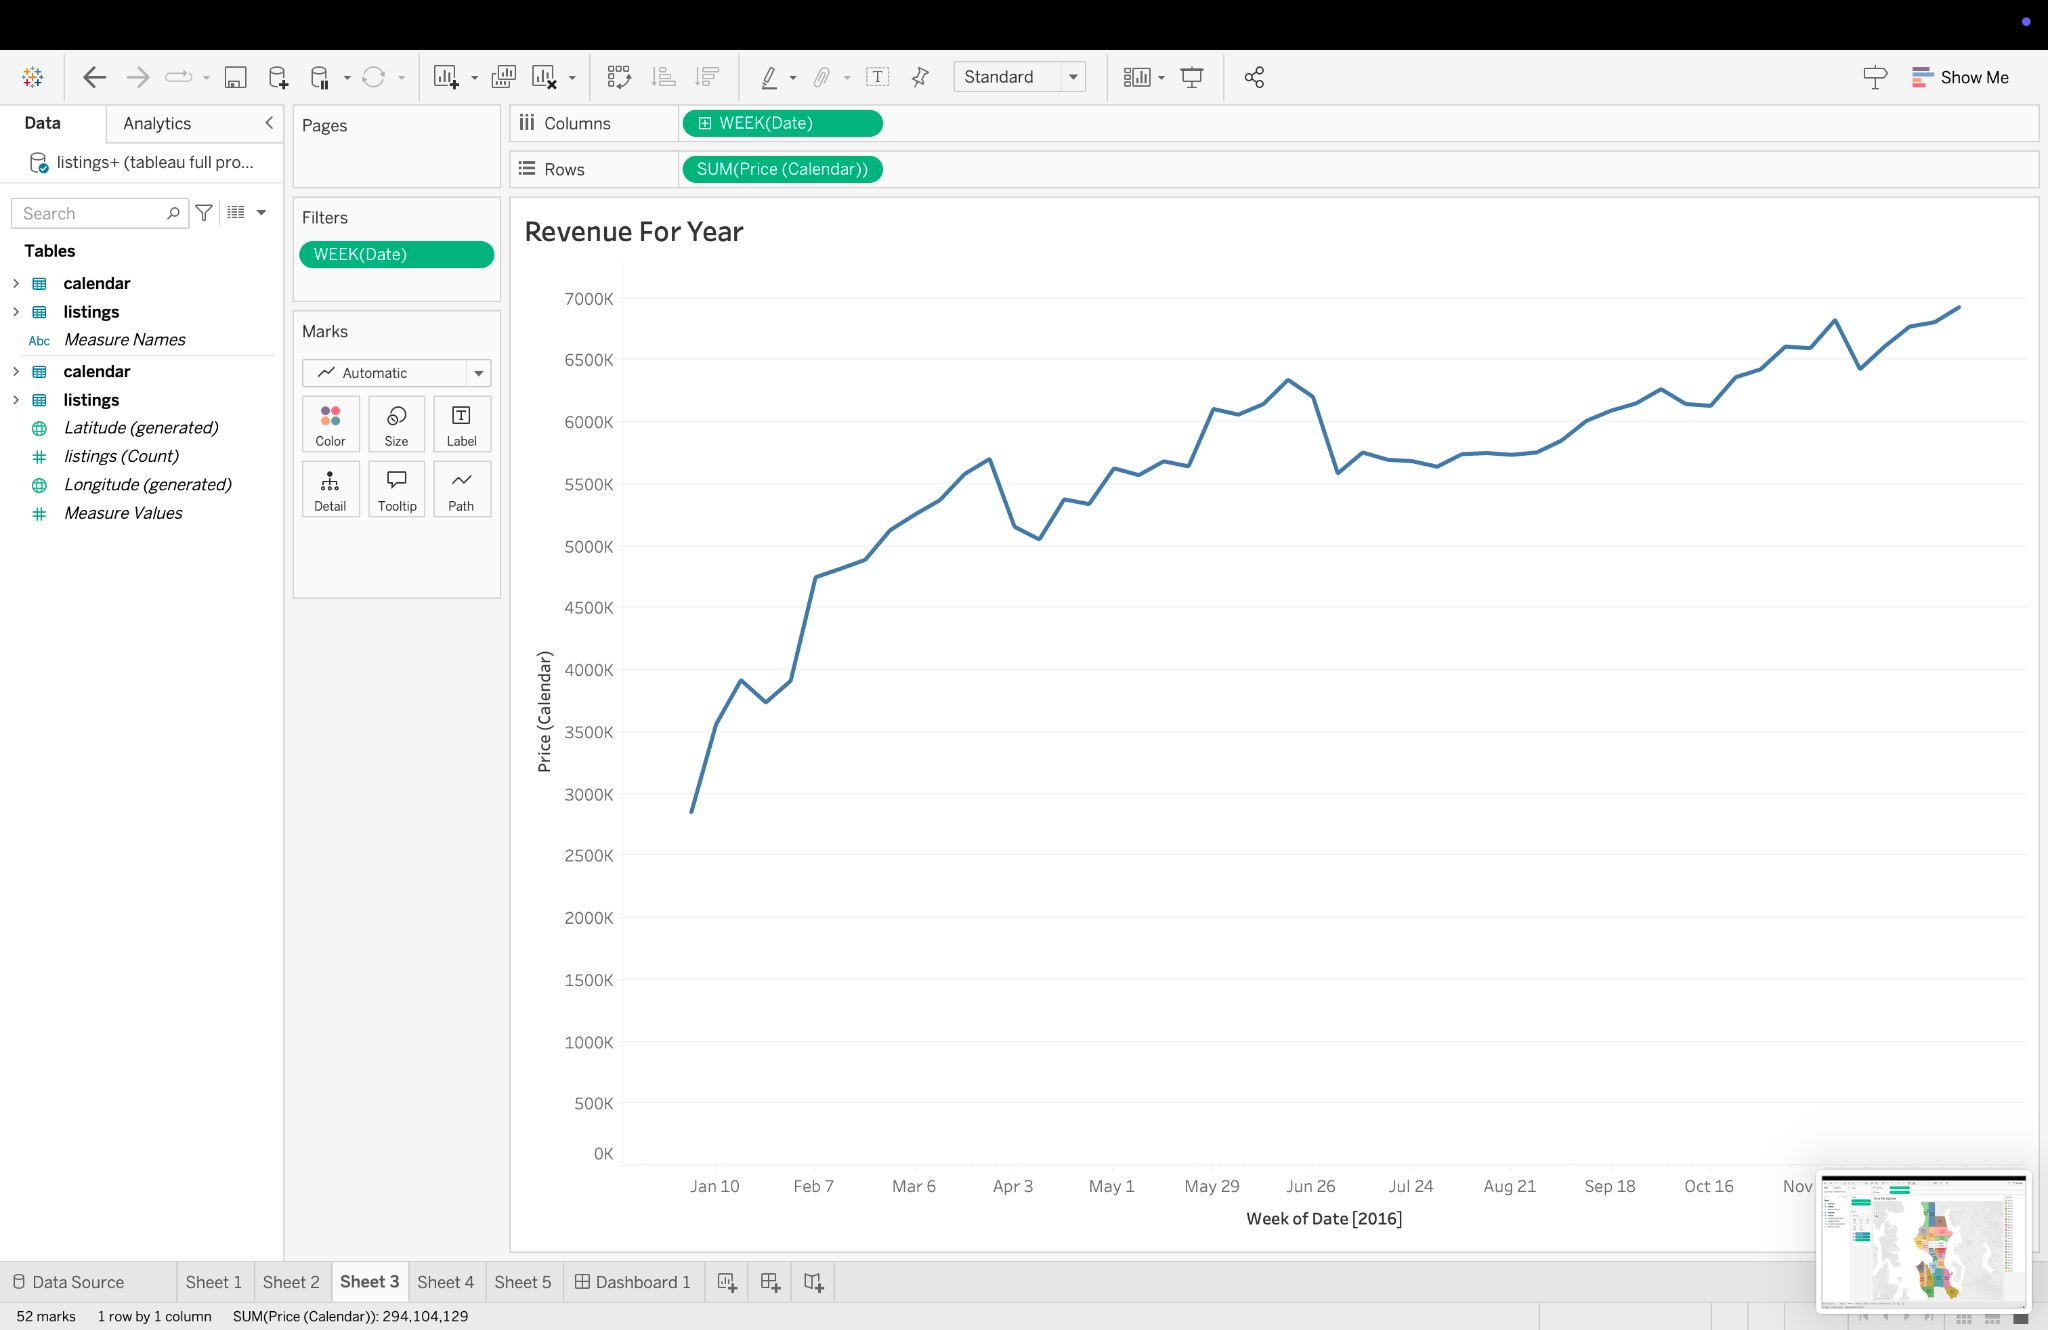 Standard
Show Me
Data
Analytics
listings+ (tableau full pro...
Search
Tables
calendar
listings
Abc Measure Names
calendar
listings
Latitude (generated)
listings (Count)
Longitude (generated)
Measure Values
Pages
Filters
WEEK(Date)
Marks
Automatic
Color Size Label
Detail Tooltip Path
Columns WEEK(Date)
Rows SUM(Price (Calendar))
Revenue For Year
7000K
6500K
6000K
5500K
5000K
4500K
4000K
3500K
3000K
2500K
2000K
1500K
1000K
500K
0K
Price (Calendar)
Jan 10 Feb 7 Mar 6 Apr 3 May 1 May 29 Jun 26 Jul 24 Aug 21 Sep 18 Oct 16 Nov
Week of Date [2016]
Data Source Sheet 1 Sheet 2 Sheet 3 Sheet 4 Sheet 5 Dashboard 1
52 marks 1 row by 1 column SUM(Price (Calendar)): 294,104,129